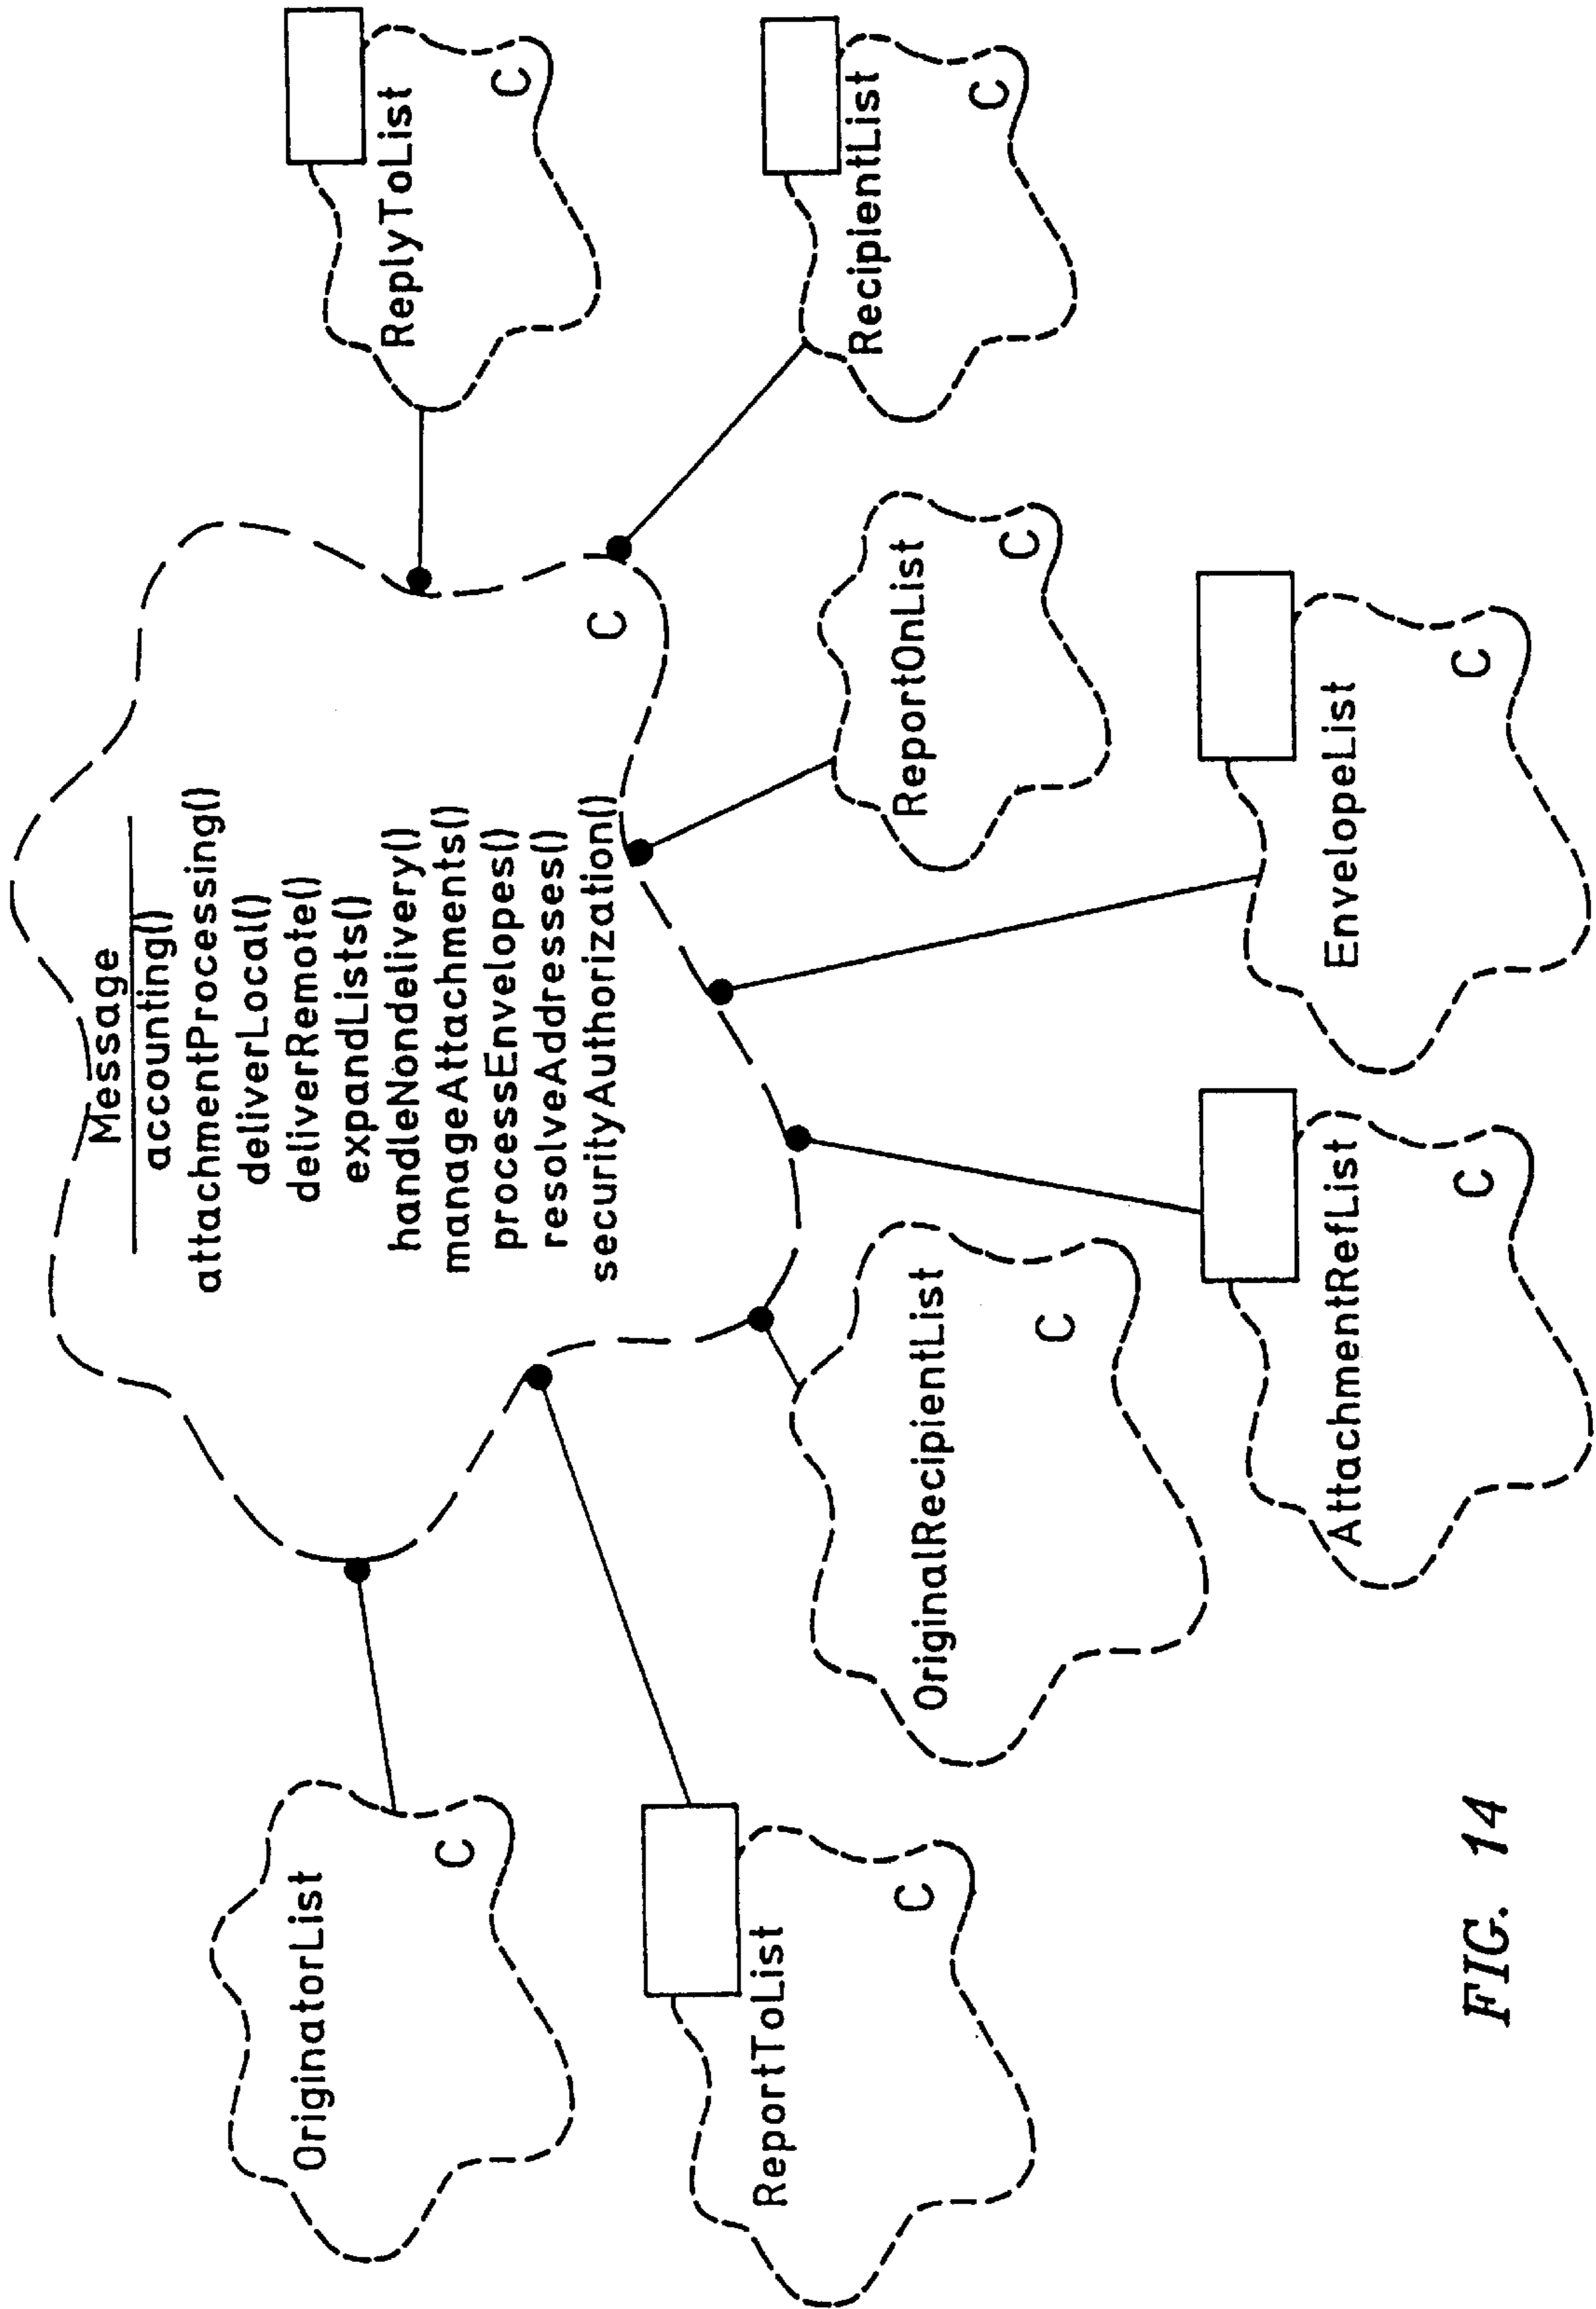 Message
accounting()
attachmentProcessing()
deliverLocal()
deliverRemote()
expandLists()
handleNondelivery()
manageAttachments()
processEnvelopes()
resolveAddresses()
securityAuthorization()
C
OriginatorList
C
ReplyToList
C
ReportToList
C
RecipientList
C
OriginalRecipientList
C
ReportOnList
C
AttachmentRefList
C
EnvelopeList
C
FIG. 14